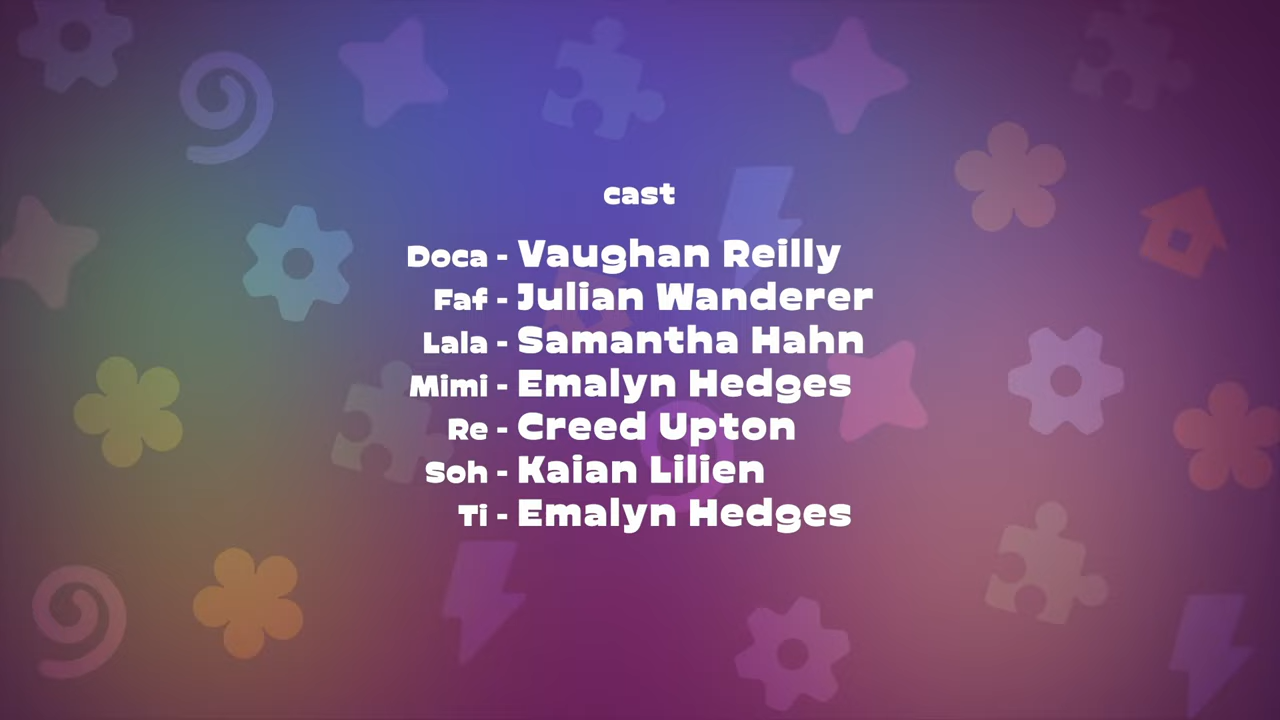 cast
Doca - Vaughan Reilly
Faf - Julian Wanderer
Lala - Samantha Hahn
Mimi - Emalyn Hedges
Re - Creed Upton
Soh - Kaian Lilien
Ti - Emalyn Hedges